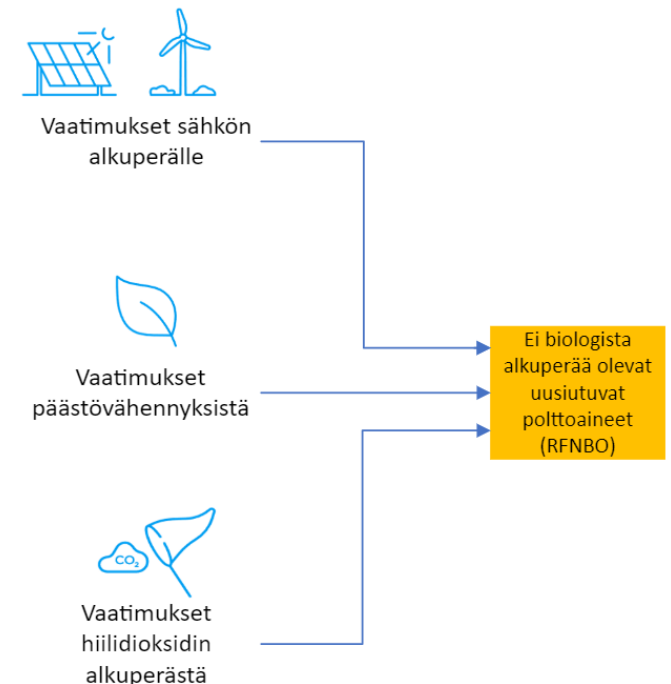 Vaatimukset sähkön
alkuperälle
Vaatimukset
päästövähennyksistä
CO₂
Vaatimukset
hiilidioksidin
alkuperästä
Ei biologista
alkuperää olevat
uusiutuvat
polttoaineet
(RFNBO)